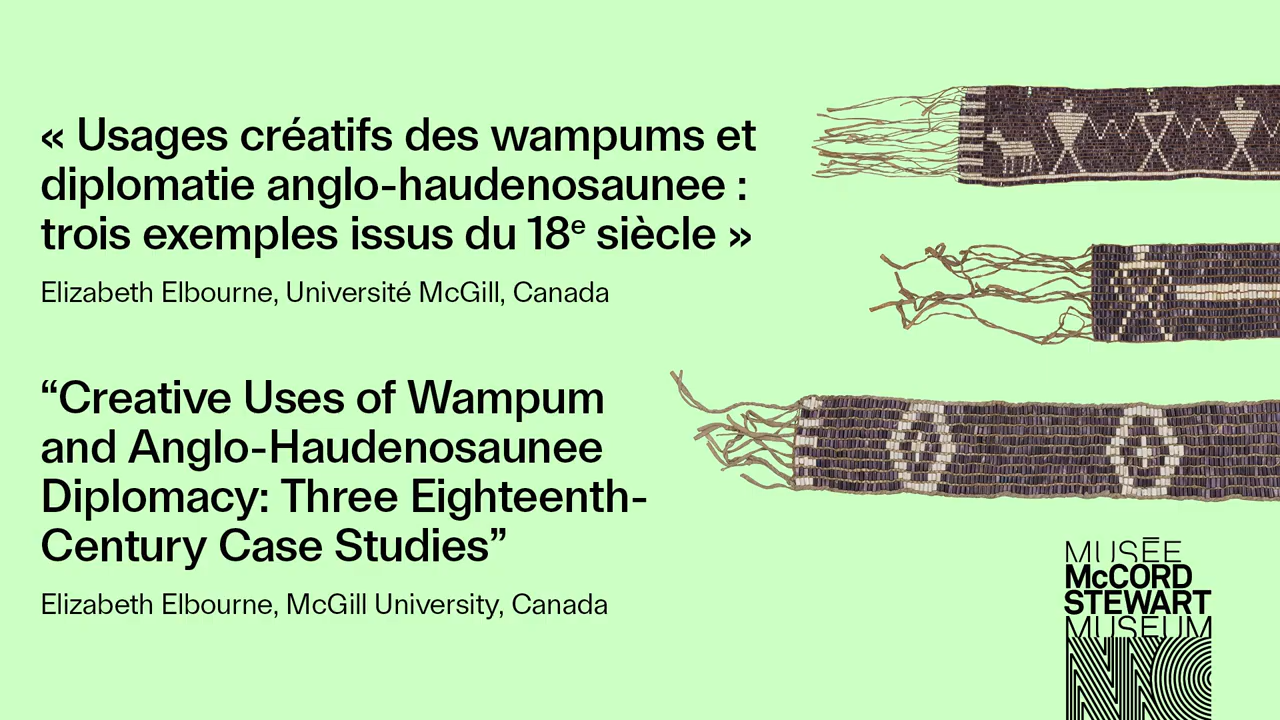 « Usages créatifs des wampums et
diplomatie anglo-haudenosaunee :
trois exemples issus du 18e siècle »
Elizabeth Elbourne, Université McGill, Canada
“Creative Uses of Wampum
and Anglo-Haudenosaunee
Diplomacy: Three Eighteenth-
Century Case Studies”
Elizabeth Elbourne, McGill University, Canada
MUSÉE
McCORD
STEWART
MUSEUM